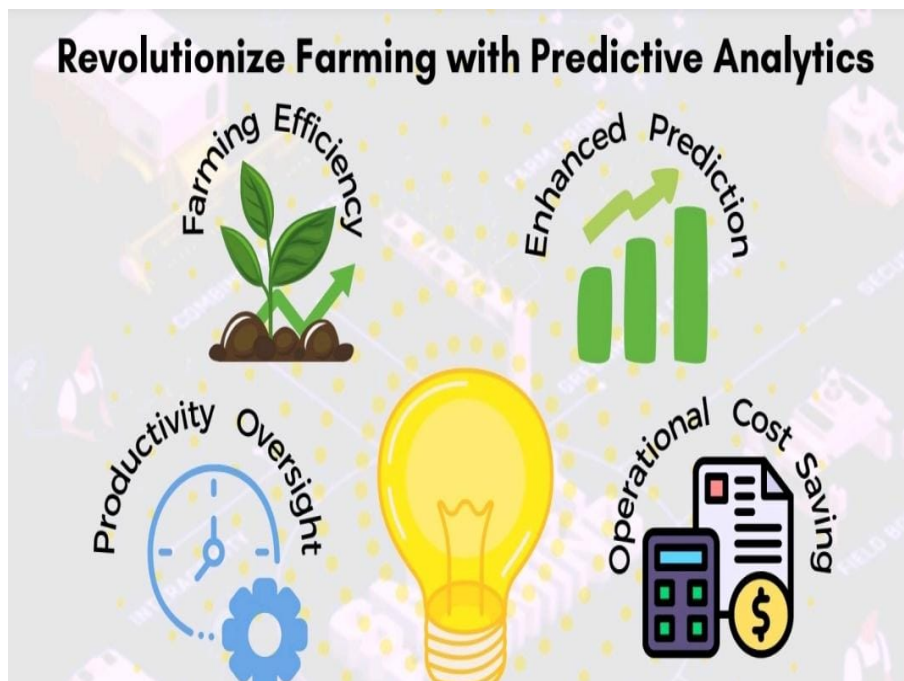 Revolutionize Farming with Predictive Analytics
Farming Efficiency
Enhanced Prediction
Productivity Oversight
Operational Cost Saving
$